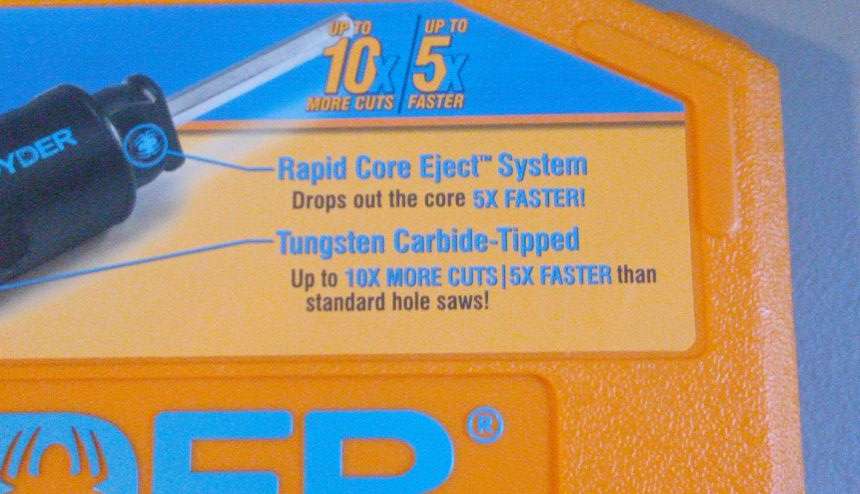 UP TO
10X
MORE CUTS
UP TO
5X
FASTER
YDER
Rapid Core Eject™ System
Drops out the core 5X FASTER!
Tungsten Carbide-Tipped
Up to 10X MORE CUTS|5X FASTER than
standard hole saws!
DER®